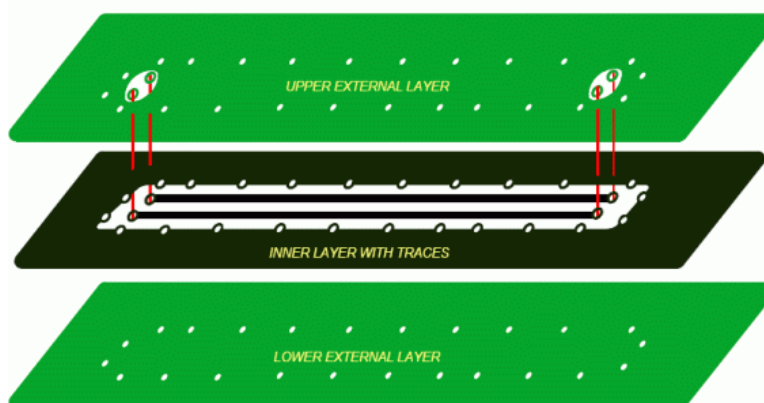 UPPER EXTERNAL LAYER
INNER LAYER WITH TRACES
LOWER EXTERNAL LAYER